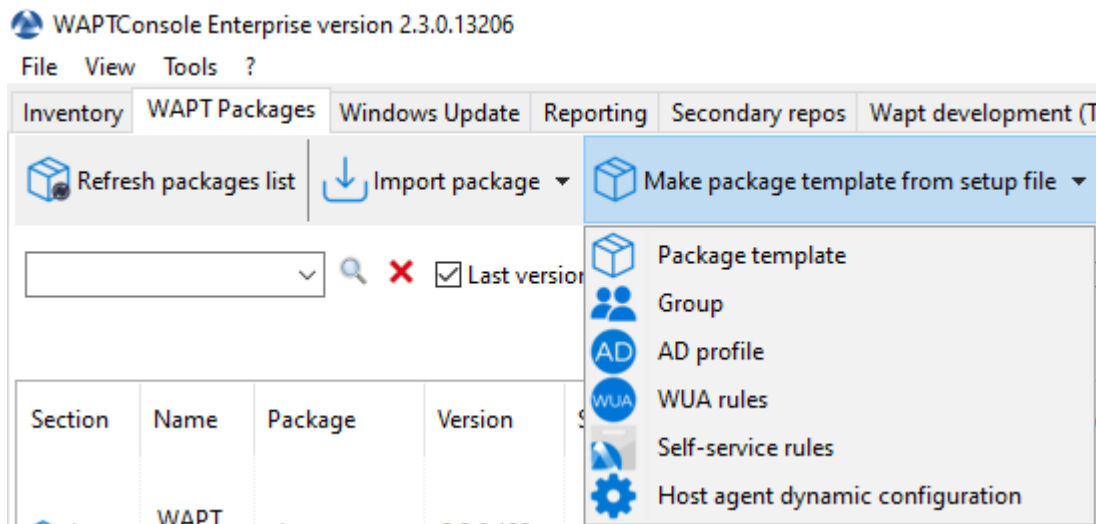 WAPTConsole Enterprise version 2.3.0.13206
File View Tools ?
Inventory WAPT Packages Windows Update Reporting Secondary repos Wapt development (T
Refresh packages list Import package Make package template from setup file
Last version
Package template
Group
AD AD profile
WUA WUA rules
Self-service rules
Host agent dynamic configuration
Section Name Package Version
WAPT